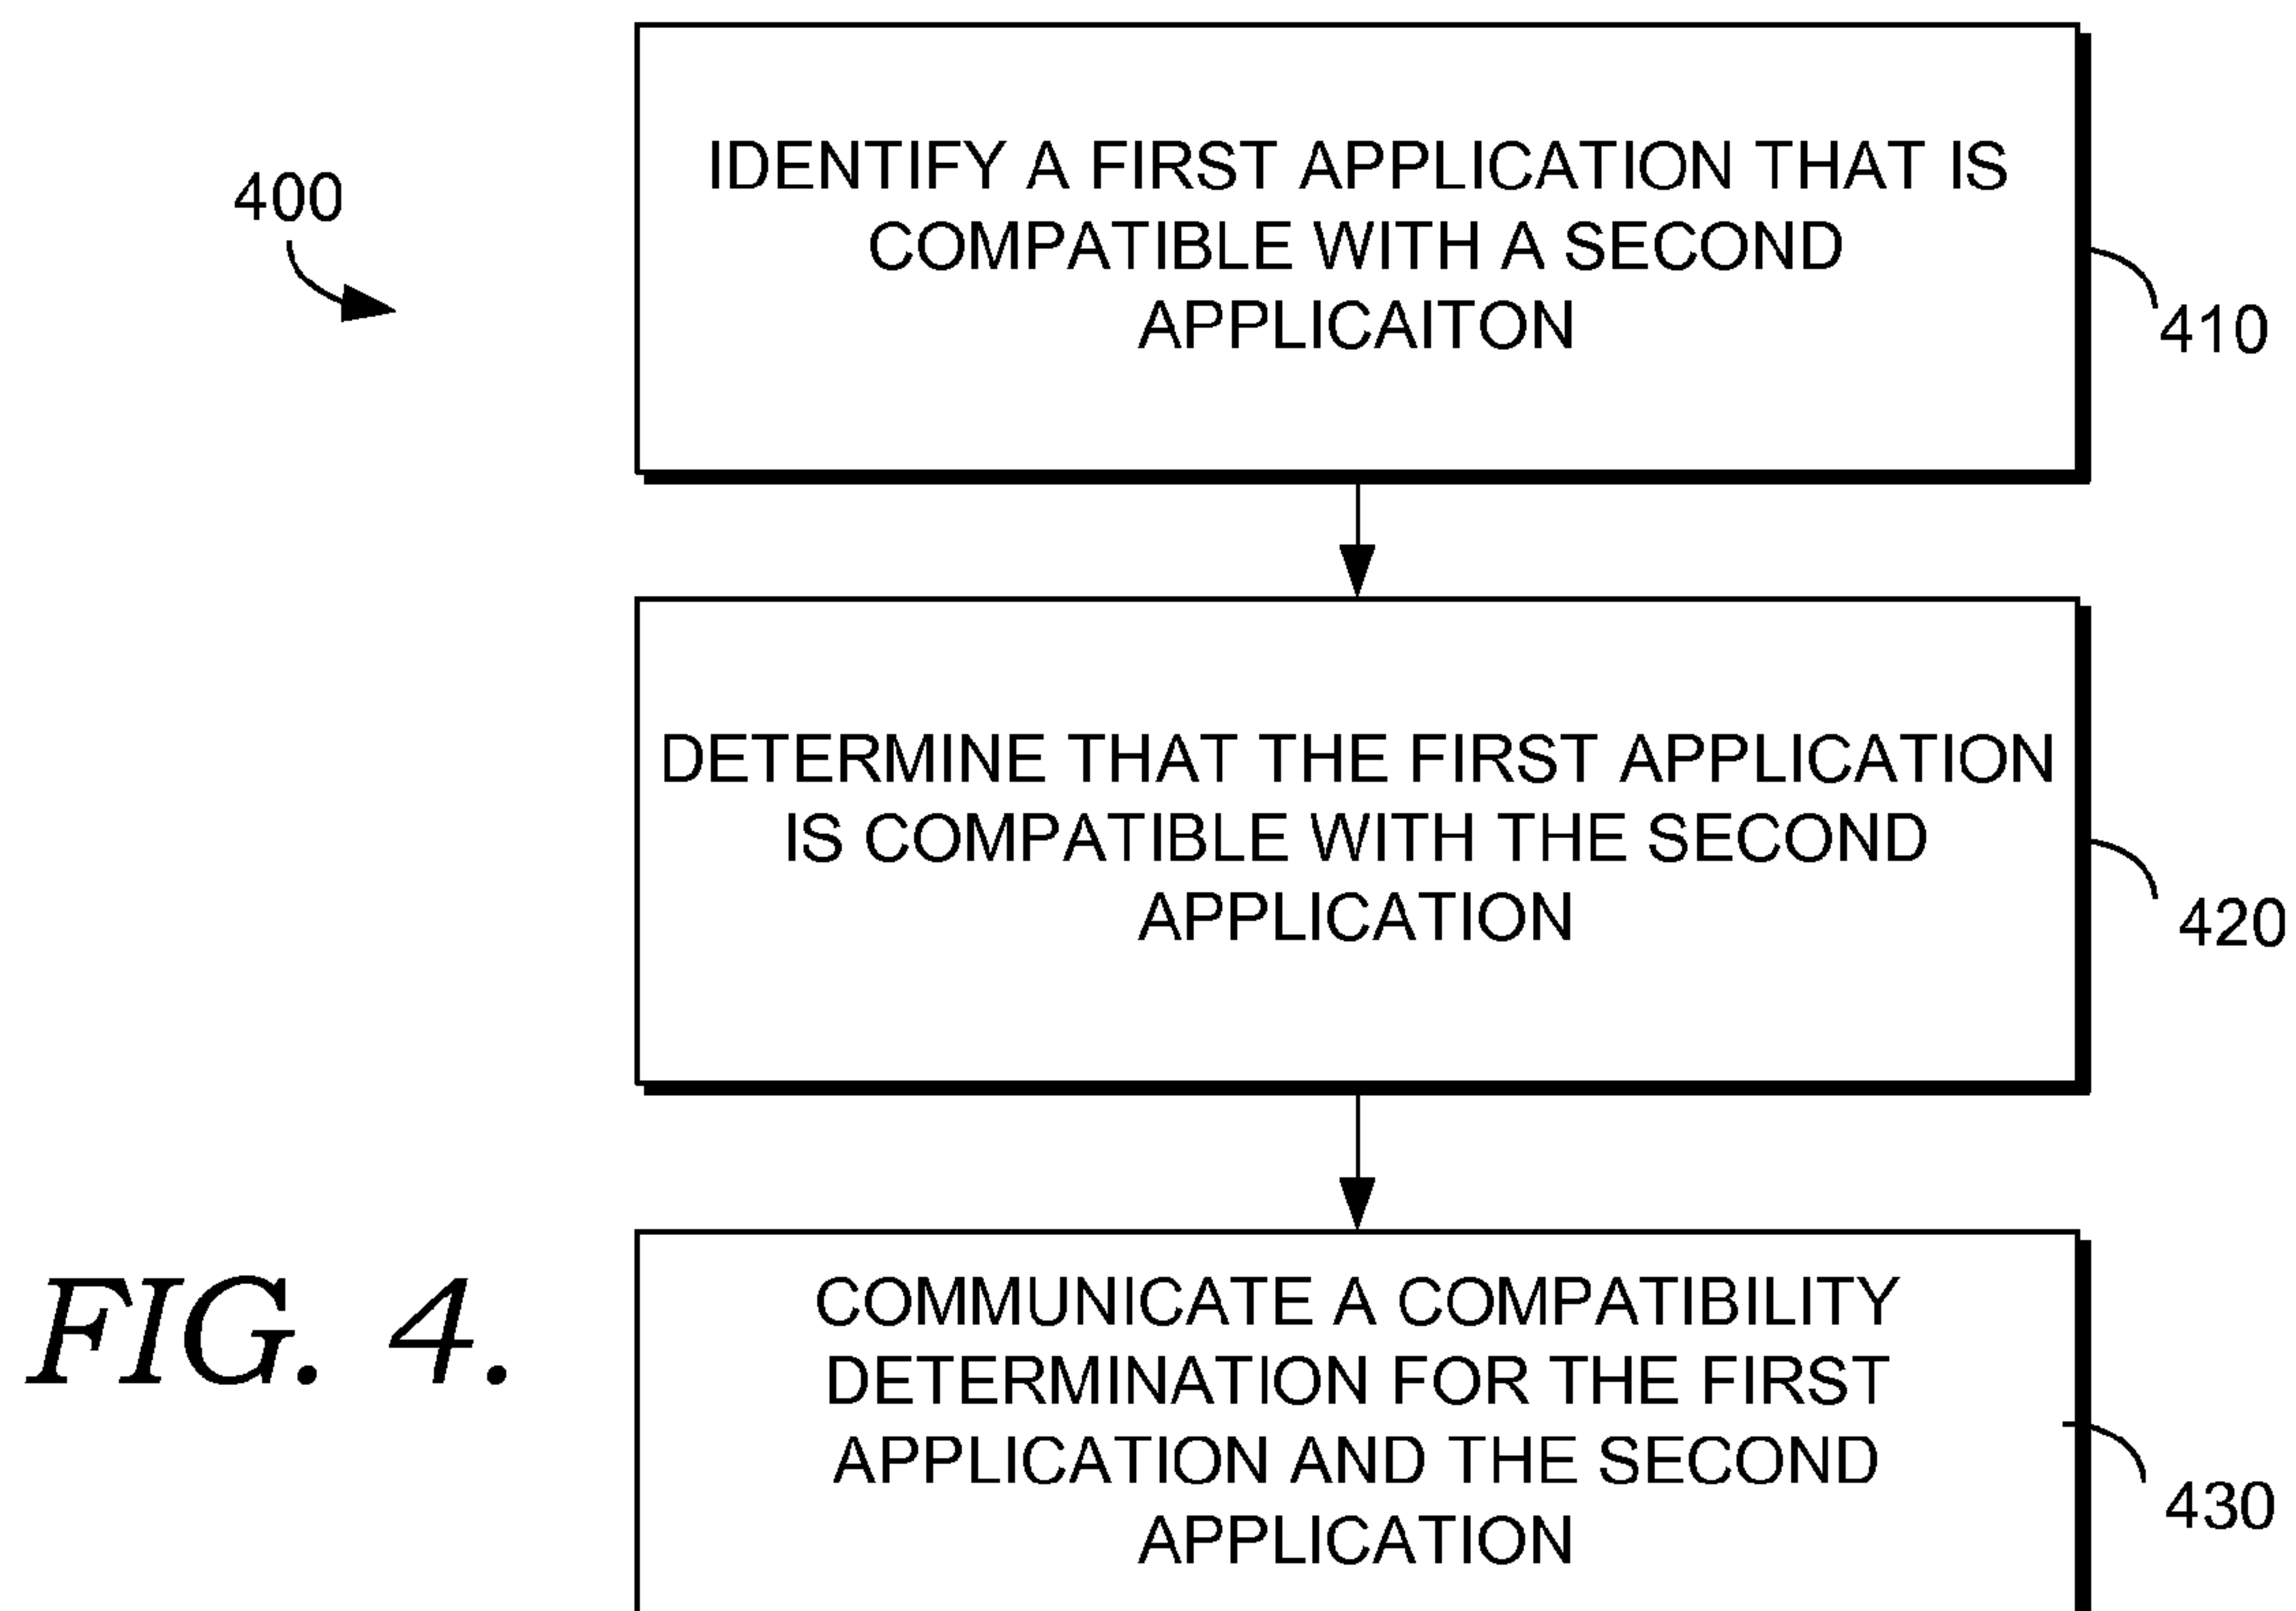 400
IDENTIFY A FIRST APPLICATION THAT IS
COMPATIBLE WITH A SECOND
APPLICAITON
410
DETERMINE THAT THE FIRST APPLICATION
IS COMPATIBLE WITH THE SECOND
APPLICATION
420
COMMUNICATE A COMPATIBILITY
DETERMINATION FOR THE FIRST
APPLICATION AND THE SECOND
APPLICATION
430
FIG. 4.